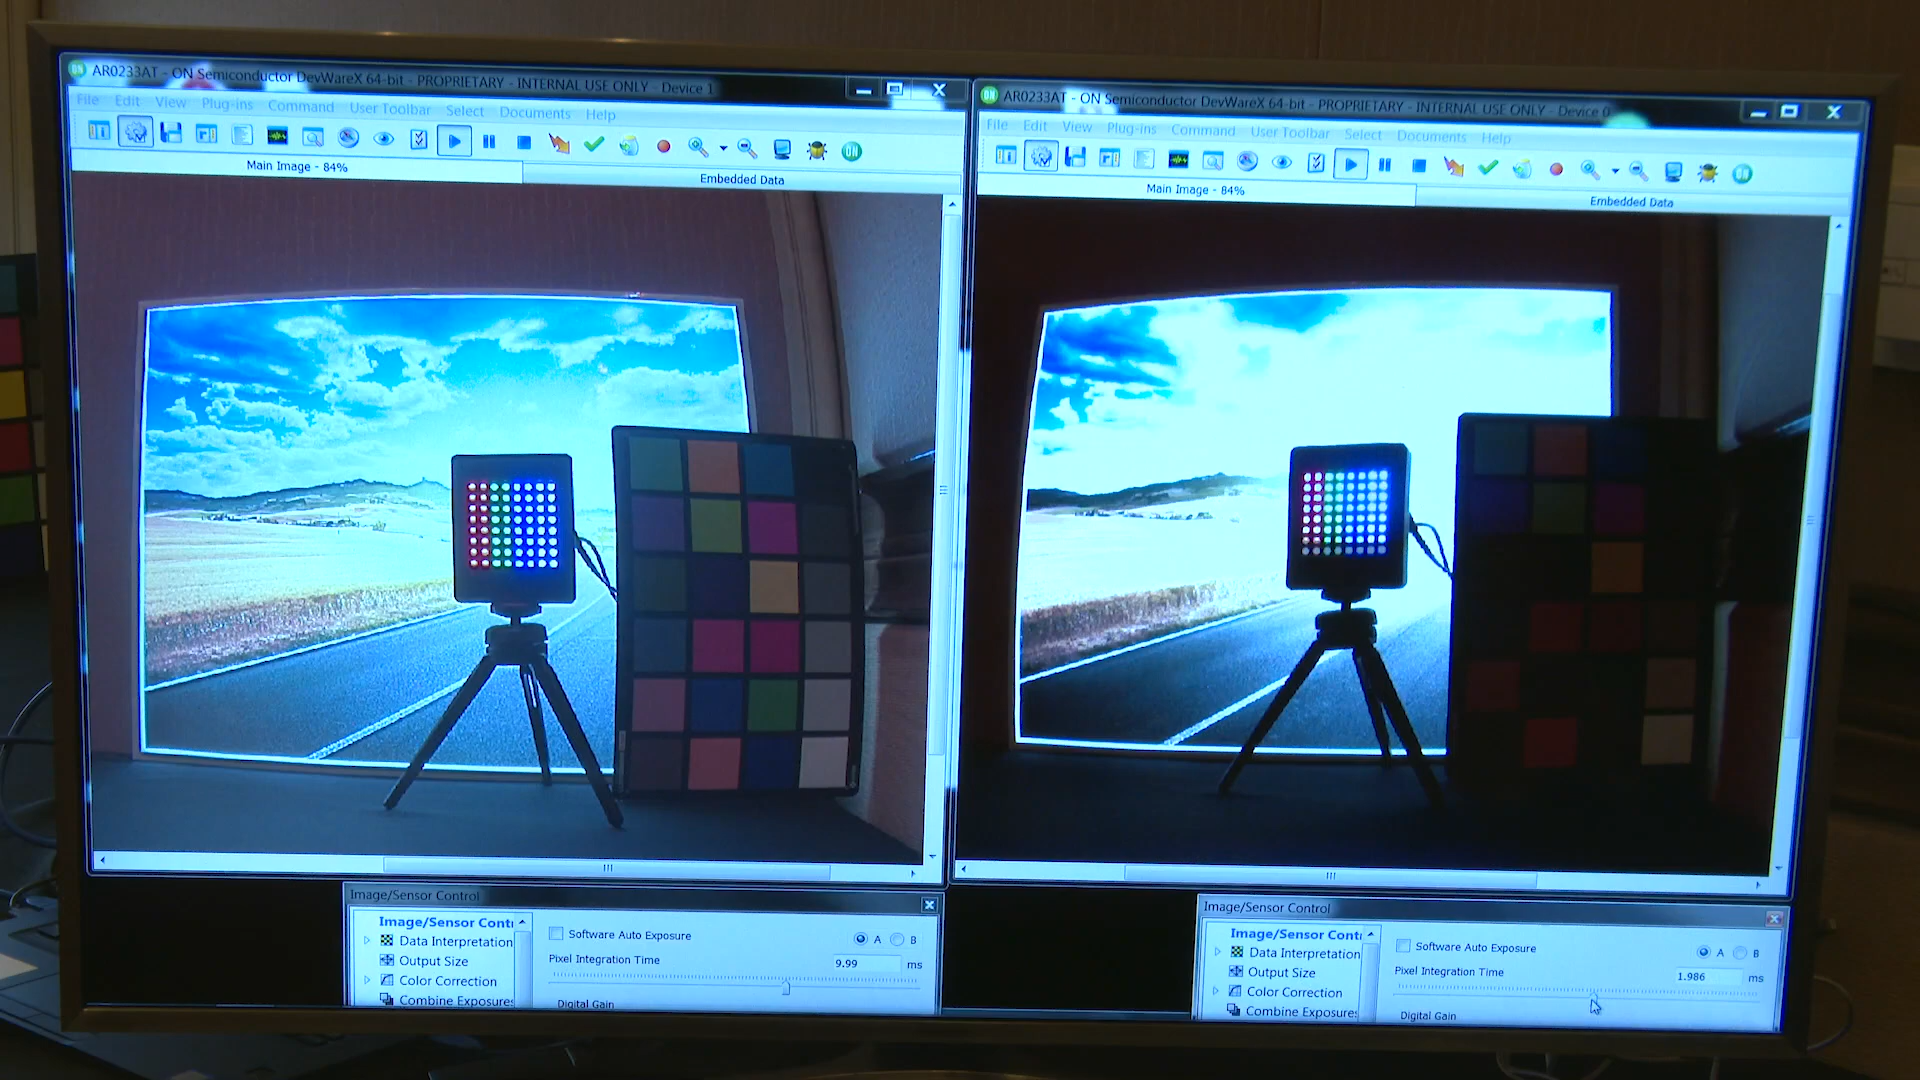 AR0233AT - ON Semiconductor DevWareX 64-bit - PROPRIETARY - INTERNAL USE ONLY - Device 1
File Edit View Plug-ins Command User Toolbar Select Documents Help
ON
Main Image - 84%
Embedded Data
AR0233AT - ON Semiconductor DevWareX 64-bit - PROPRIETARY - INTERNAL USE ONLY - Device 0
File Edit View Plug-ins Command User Toolbar Select Documents Help
ON
Main Image - 84%
Embedded Data
Image/Sensor Control
Image/Sensor Contr
Data Interpretation
Output Size
Color Correction
Combine Exposures
Software Auto Exposure
A B
Pixel Integration Time
9.99 ms
Digital Gain
Image/Sensor Control
Image/Sensor Contr
Data Interpretation
Output Size
Color Correction
Combine Exposures
Software Auto Exposure
A B
Pixel Integration Time
1.986 ms
Digital Gain